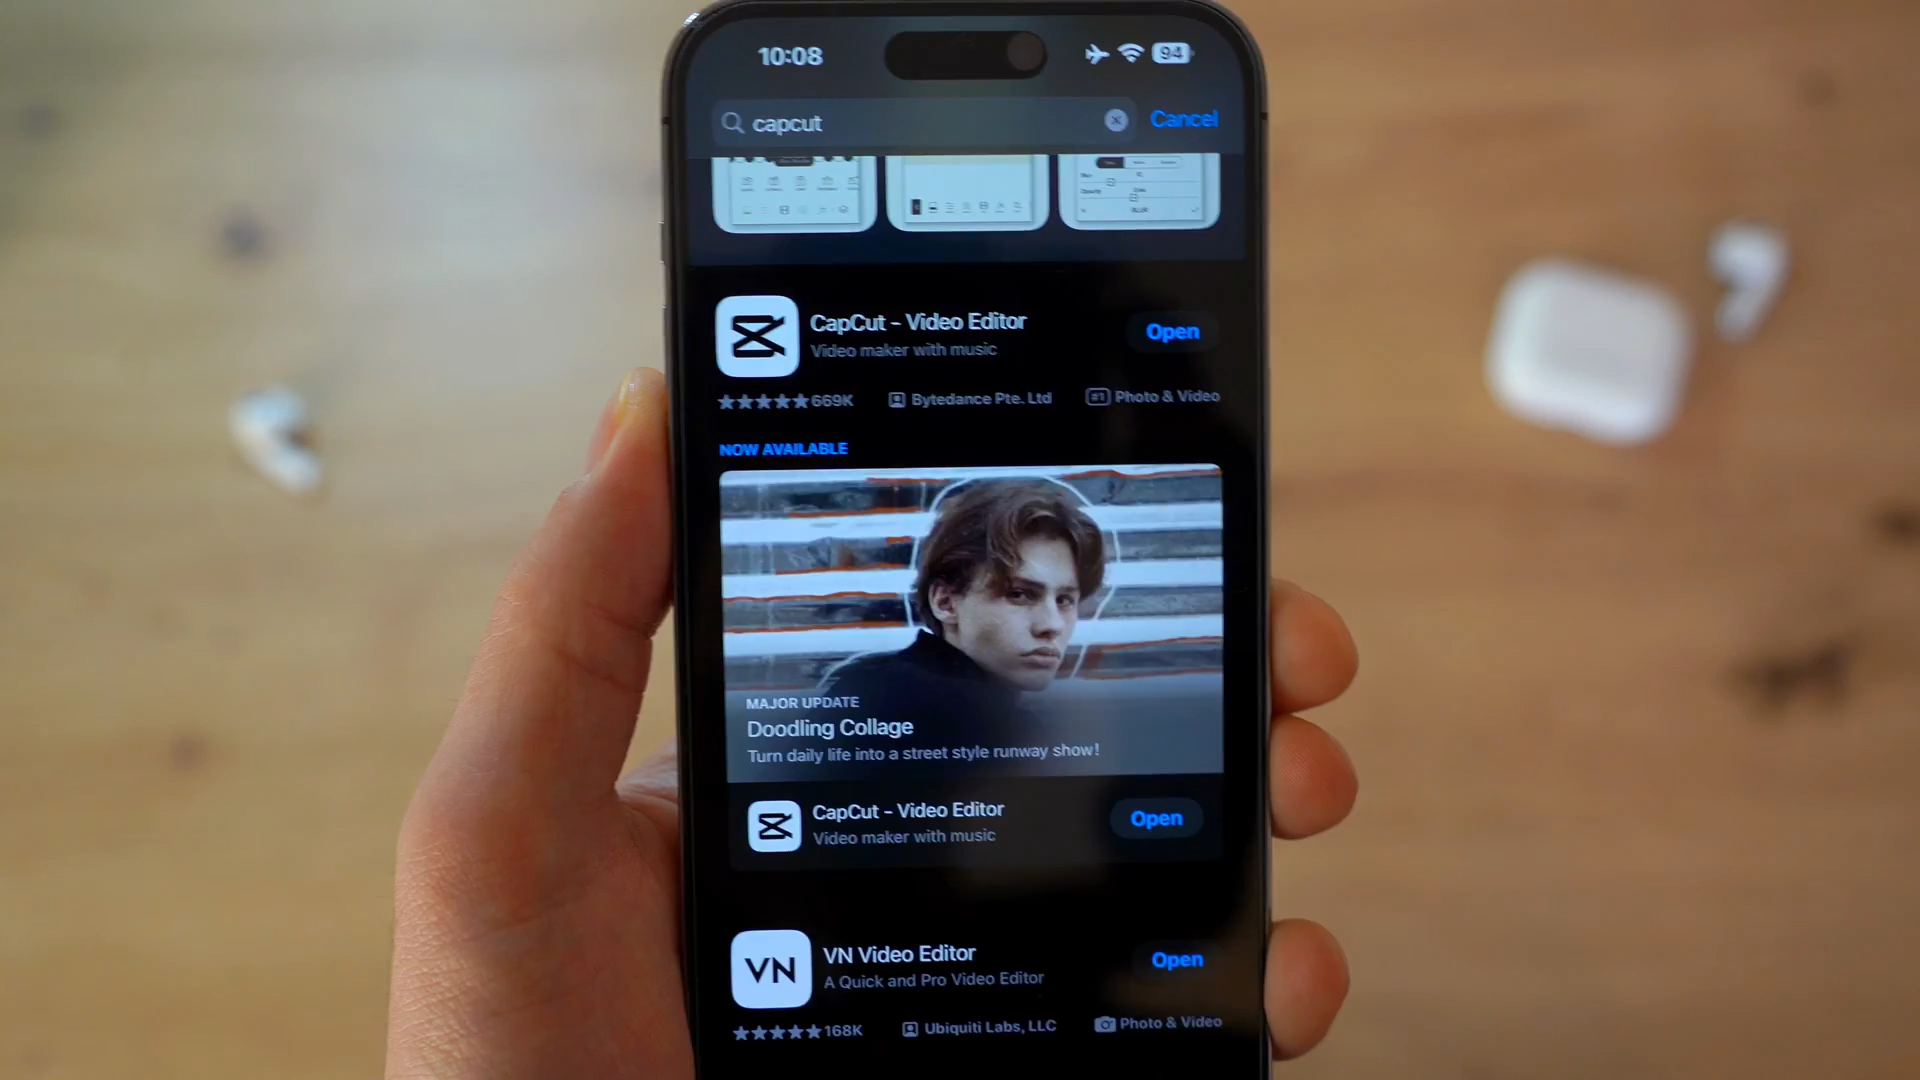 10:08
94
capcut
Cancel
Opacity
BLUR
CapCut - Video Editor
Video maker with music
Open
669K
Bytedance Pte. Ltd
#1 Photo & Video
NOW AVAILABLE
MAJOR UPDATE
Doodling Collage
Turn daily life into a street style runway show!
CapCut - Video Editor
Video maker with music
Open
VN
VN Video Editor
A Quick and Pro Video Editor
Open
168K
Ubiquiti Labs, LLC
Photo & Video